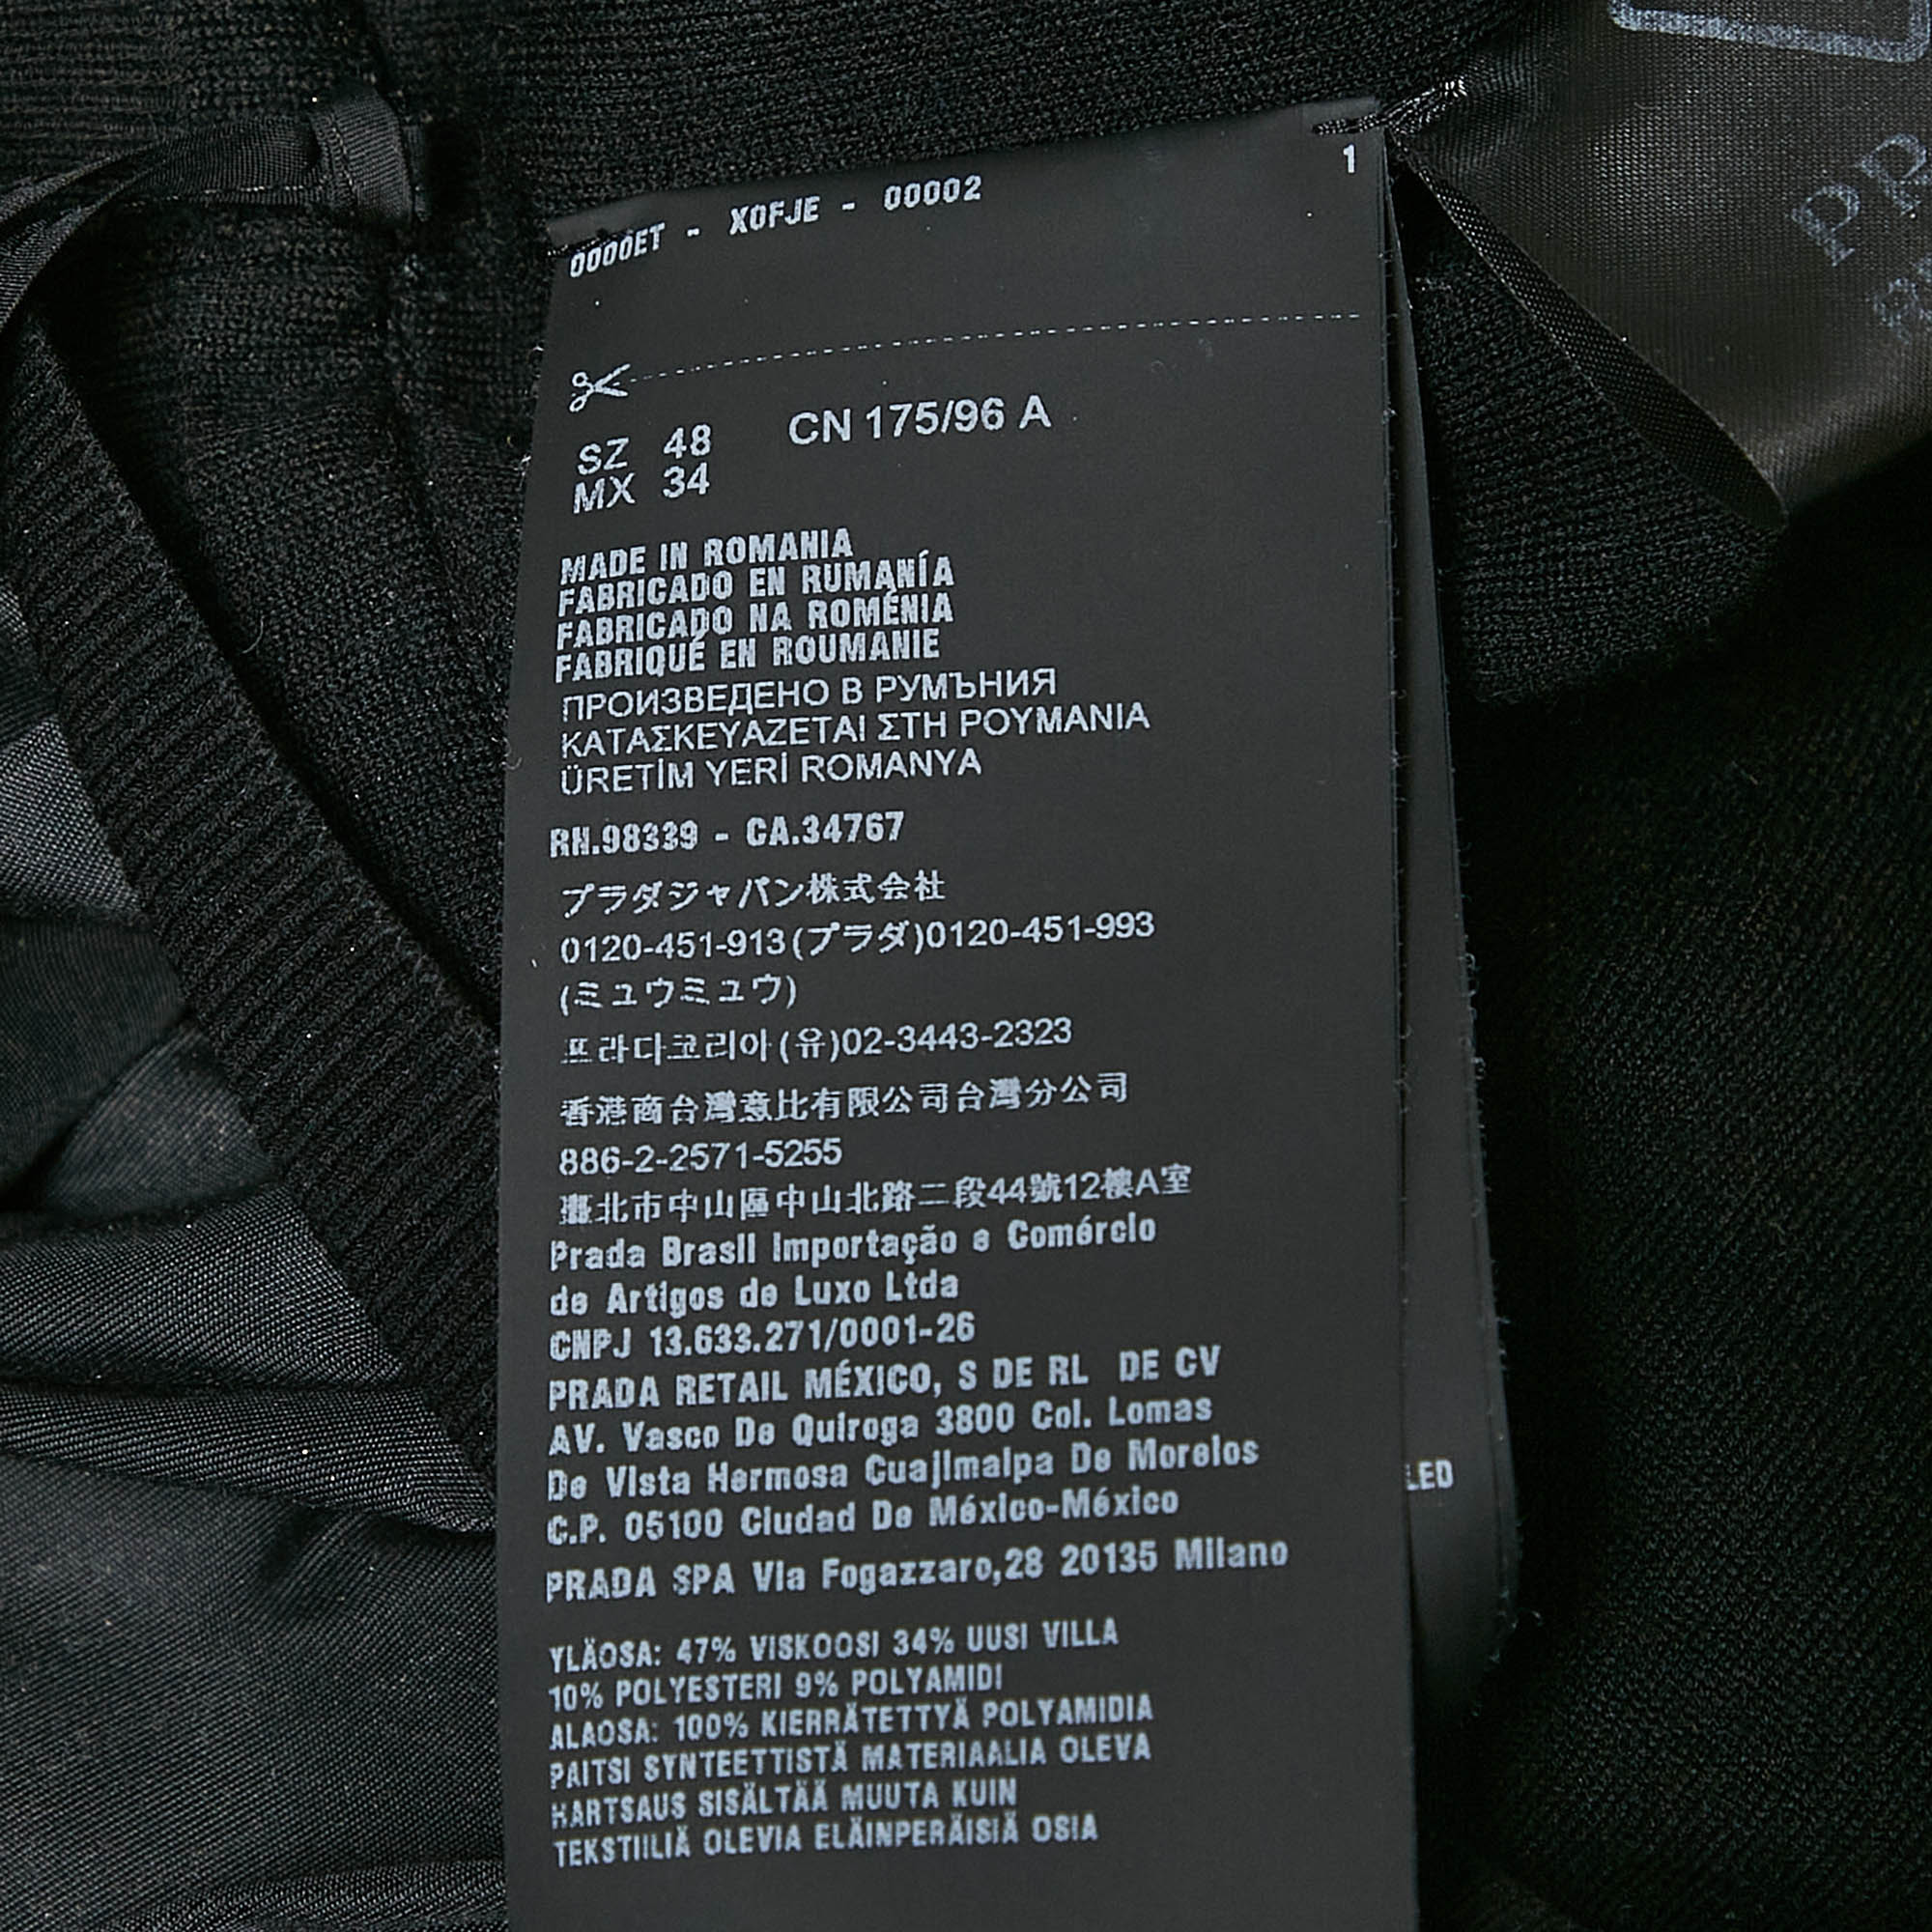 0000ET - X0FJE - 00002
1
SZ 48 CN 175/96 A
MX 34
MADE IN ROMANIA
FABRICADO EN RUMANÍA
FABRICADO NA ROMÉNIA
FABRIQUÉ EN ROUMANIE
ПРОИЗВЕДЕНО В РУМЪНИЯ
ΚΑΤΑΣΚΕΥΑΖΕΤΑΙ ΣΤΗ ΡΟΥΜΑΝΙΑ
ÜRETİM YERİ ROMANYA
RN.98339 - CA.34767
プラダジャパン株式会社
0120-451-913(プラダ)0120-451-993
(ミュウミュウ)
프라다코리아(유)02-3443-2323
香港商台灣意比有限公司台灣分公司
886-2-2571-5255
臺北市中山區中山北路二段44號12樓A室
Prada Brasil Importação e Comércio
de Artigos de Luxo Ltda
CNPJ 13.633.271/0001-26
PRADA RETAIL MÉXICO, S DE RL DE CV
AV. Vasco De Quiroga 3800 Col. Lomas
De Vista Hermosa Cuajimalpa De Morelos
C.P. 05100 Ciudad De México-México
PRADA SPA Via Fogazzaro,28 20135 Milano
YLÄOSA: 47% VISKOOSI 34% UUSI VILLA
10% POLYESTERI 9% POLYAMIDI
ALAOSA: 100% KIERRÄTETTYÄ POLYAMIDIA
PAITSI SYNTEETTISTÄ MATERIAALIA OLEVA
KARTSAUS SISÄLTÄÄ MUUTA KUIN
TEKSTIILIÄ OLEVIA ELÄINPERÄISIÄ OSIA
LED